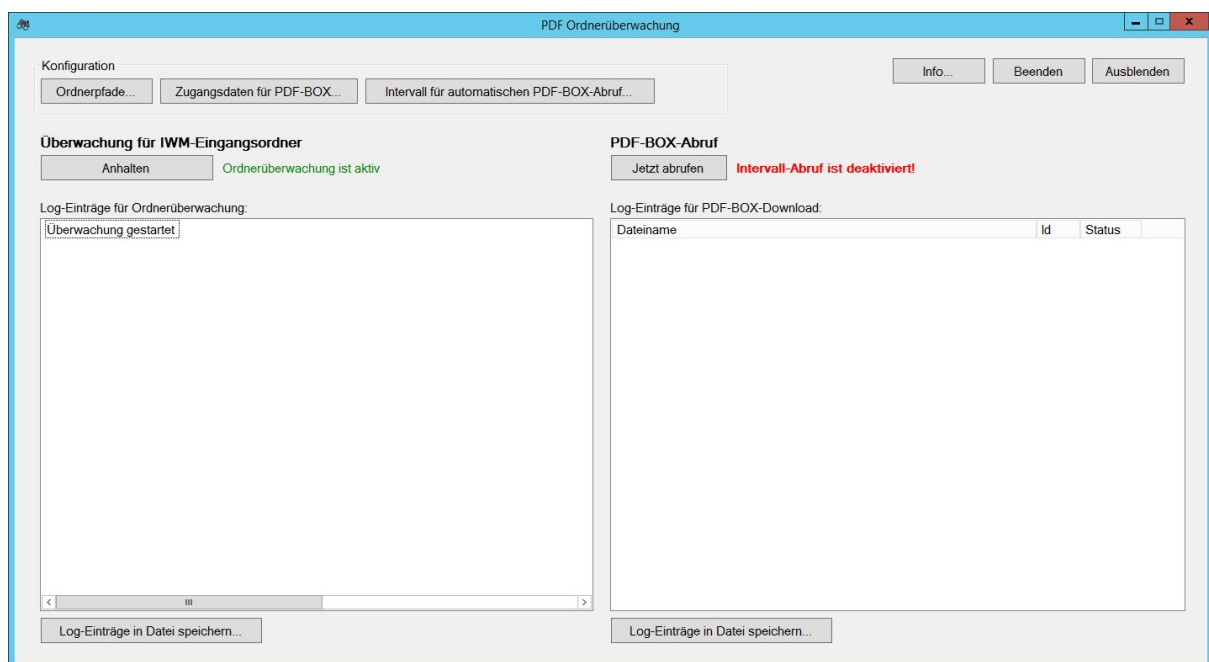 PDF Ordnerüberwachung
Konfiguration
Ordnerpfade... Zugangsdaten für PDF-BOX... Intervall für automatischen PDF-BOX-Abruf...
Info... Beenden Ausblenden
Überwachung für IWM-Eingangsordner
Anhalten Ordnerüberwachung ist aktiv
Log-Einträge für Ordnerüberwachung:
Überwachung gestartet
Log-Einträge in Datei speichern...
PDF-BOX-Abruf
Jetzt abrufen Intervall-Abruf ist deaktiviert!
Log-Einträge für PDF-BOX-Download:
Dateiname Id Status
Log-Einträge in Datei speichern...